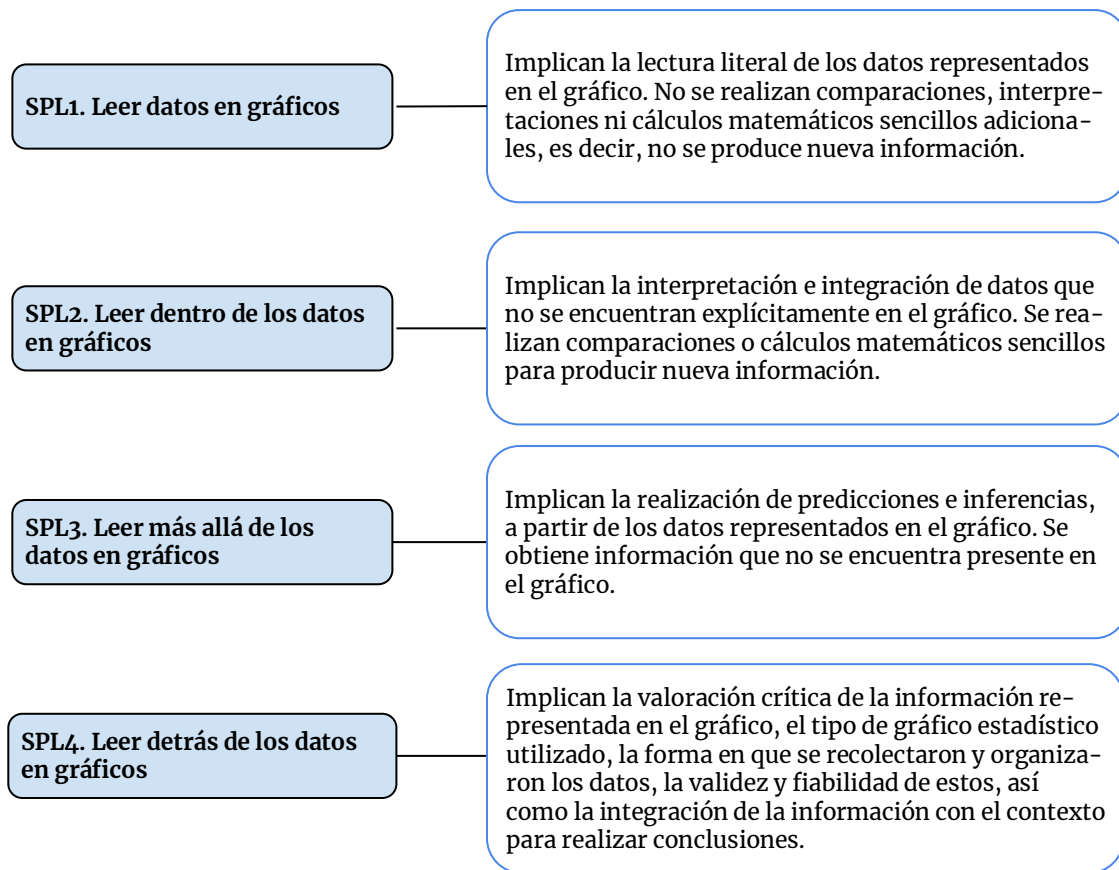 SPL1. Leer datos en gráficos
Implican la lectura literal de los datos representados
en el gráfico. No se realizan comparaciones, interpre-
taciones ni cálculos matemáticos sencillos adiciona-
les, es decir, no se produce nueva información.
SPL2. Leer dentro de los datos
en gráficos
Implican la interpretación e integración de datos que
no se encuentran explícitamente en el gráfico. Se rea-
lizan comparaciones o cálculos matemáticos sencillos
para producir nueva información.
SPL3. Leer más allá de los
datos en gráficos
Implican la realización de predicciones e inferencias,
a partir de los datos representados en el gráfico. Se
obtiene información que no se encuentra presente en
el gráfico.
SPL4. Leer detrás de los datos
en gráficos
Implican la valoración crítica de la información re-
presentada en el gráfico, el tipo de gráfico estadístico
utilizado, la forma en que se recolectaron y organiza-
ron los datos, la validez y fiabilidad de estos, así
como la integración de la información con el contexto
para realizar conclusiones.